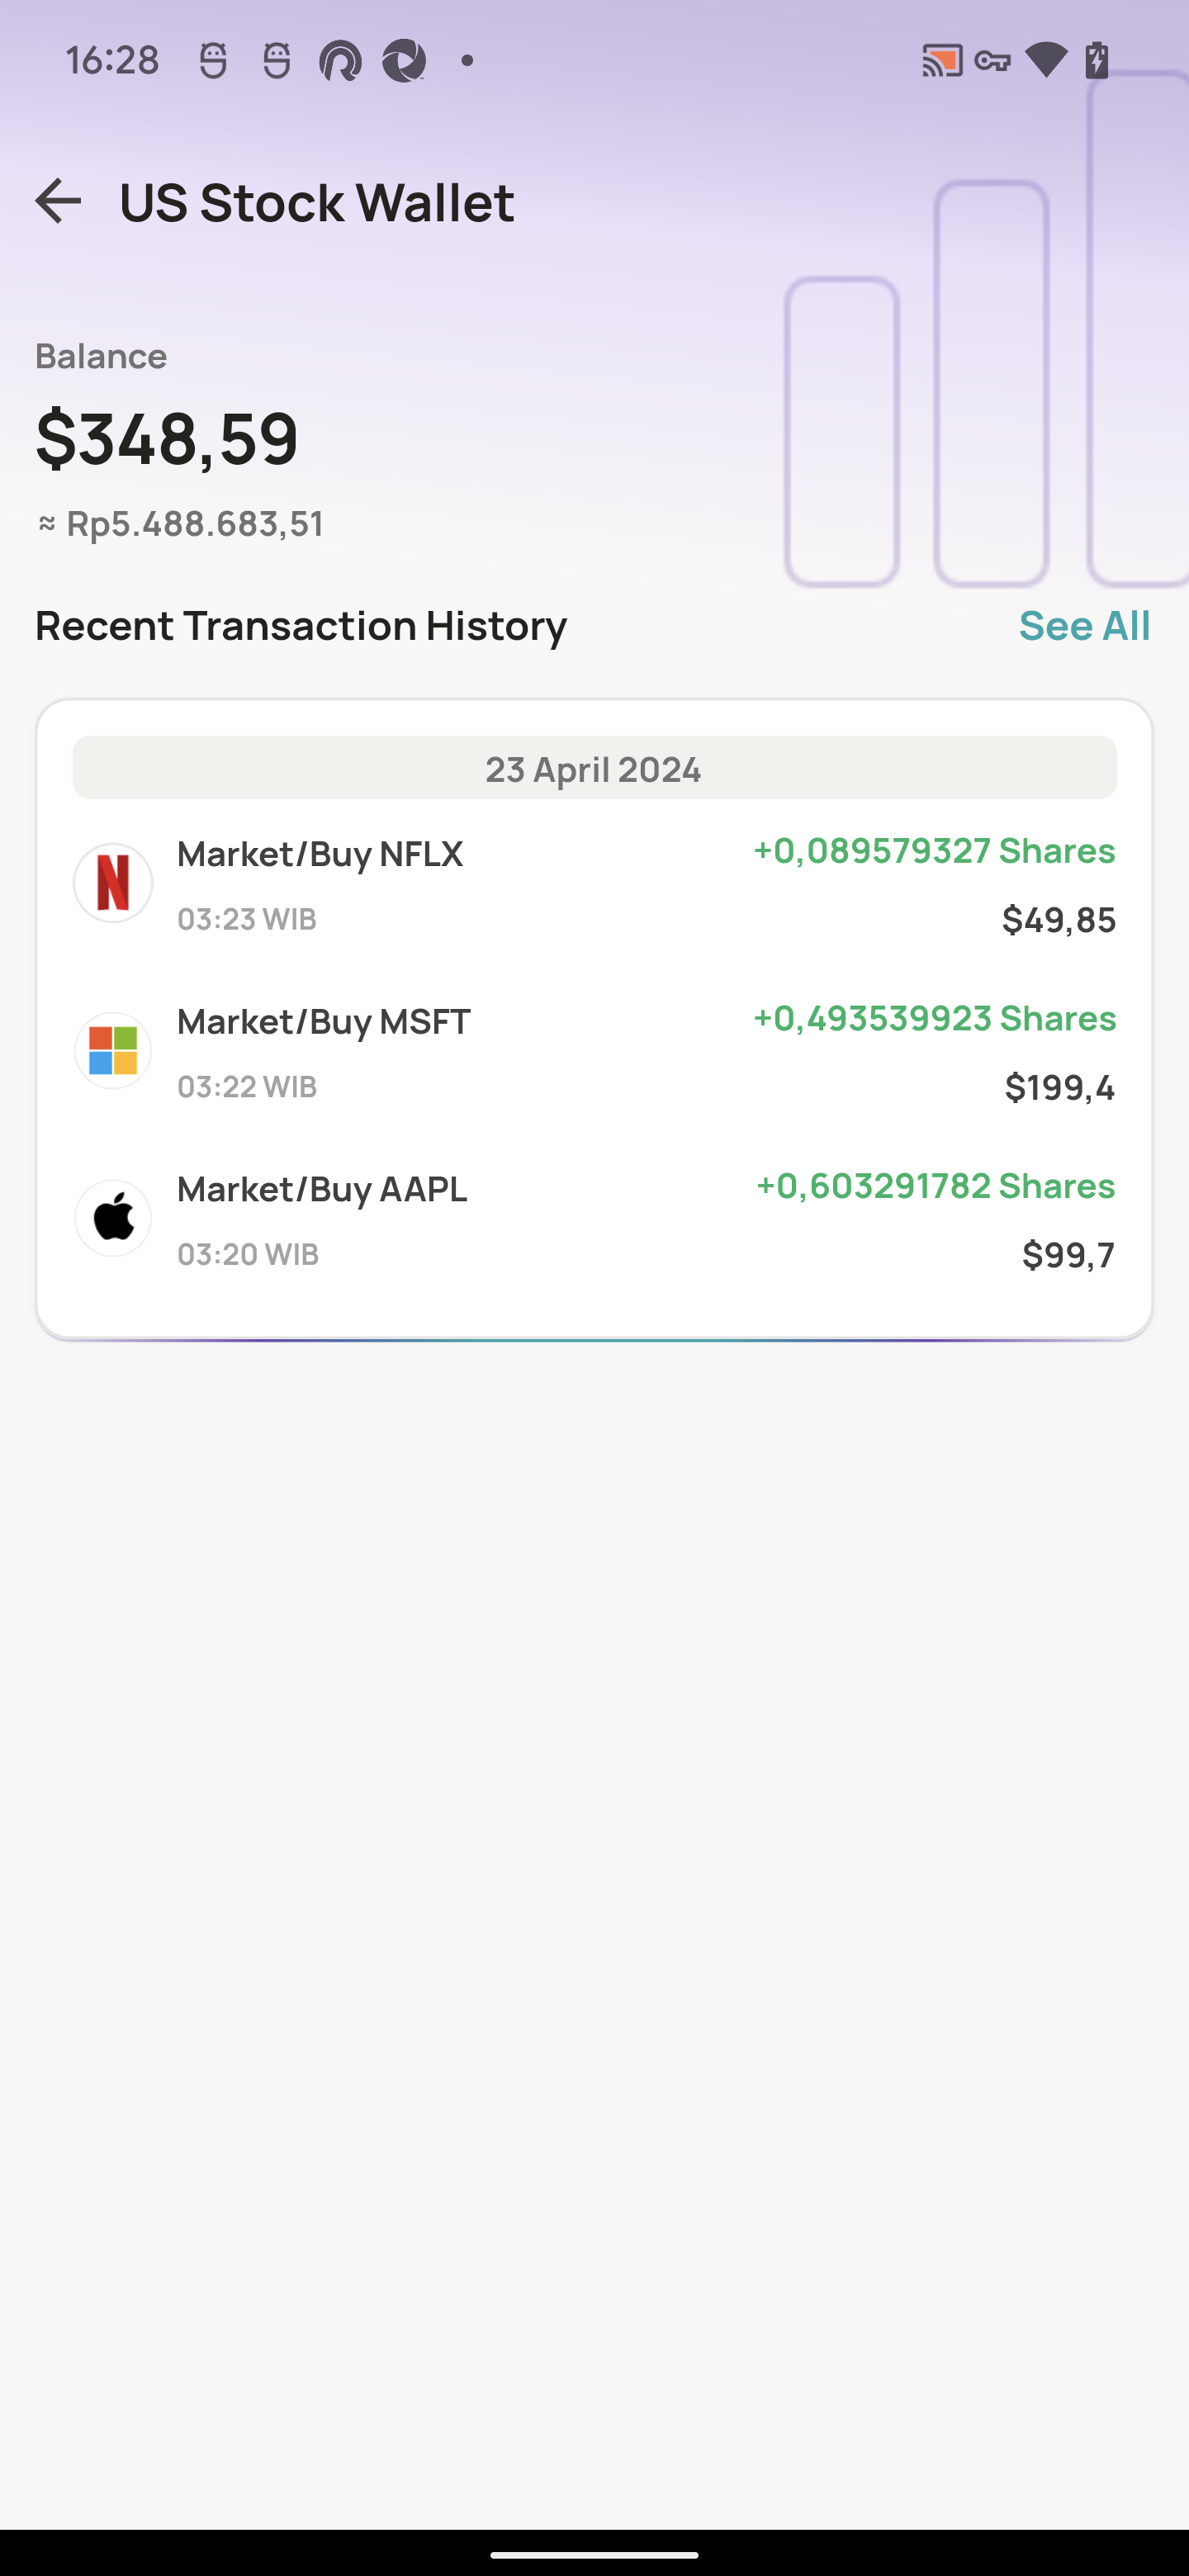 16:28
US Stock Wallet
Balance
$348,59
≈ Rp5.488.683,51
Recent Transaction History See All
23 April 2024
Market/Buy NFLX +0,089579327 Shares
03:23 WIB $49,85
Market/Buy MSFT +0,493539923 Shares
03:22 WIB $199,4
Market/Buy AAPL +0,603291782 Shares
03:20 WIB $99,7